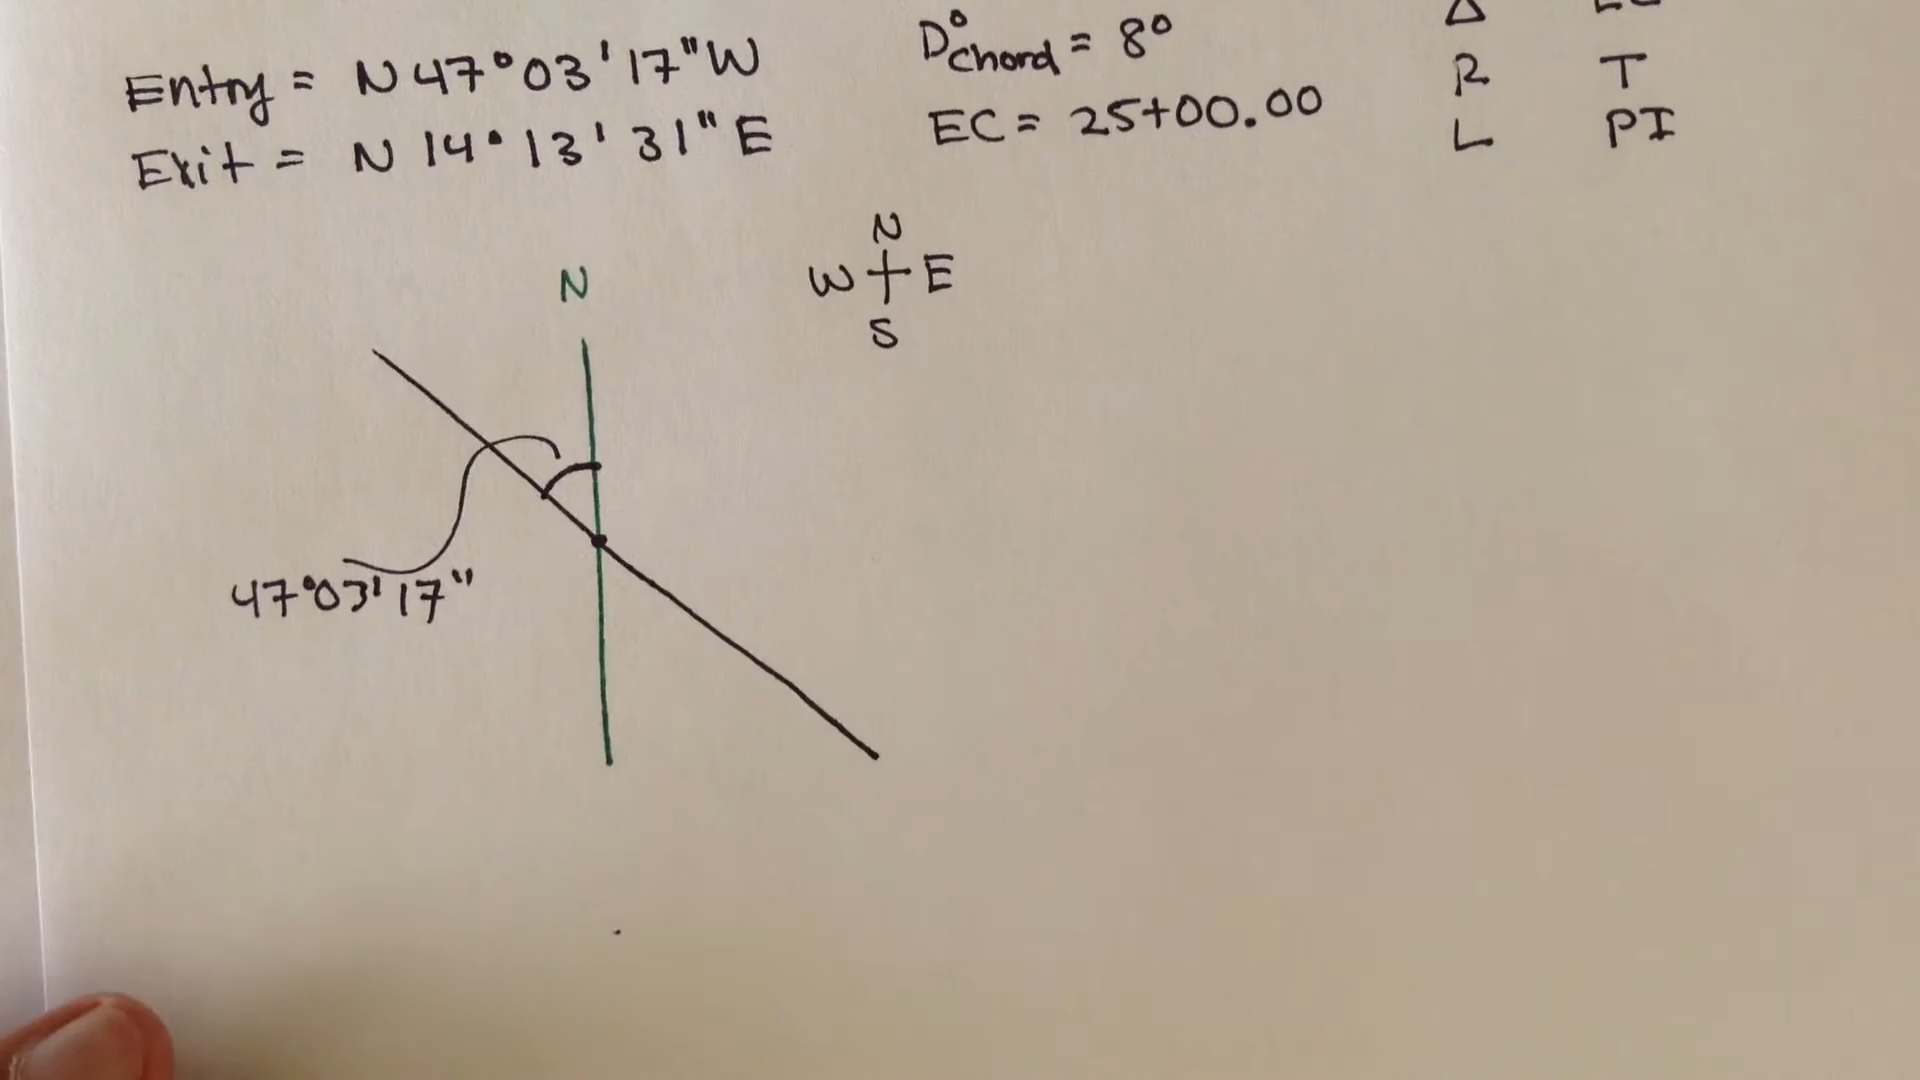 Entry = N 47°03'17" W
Exit = N 14°13'31" E
D°chord = 8°
EC = 25+00.00
Δ
R T
L PI
N
W E
S
N
47°03'17"